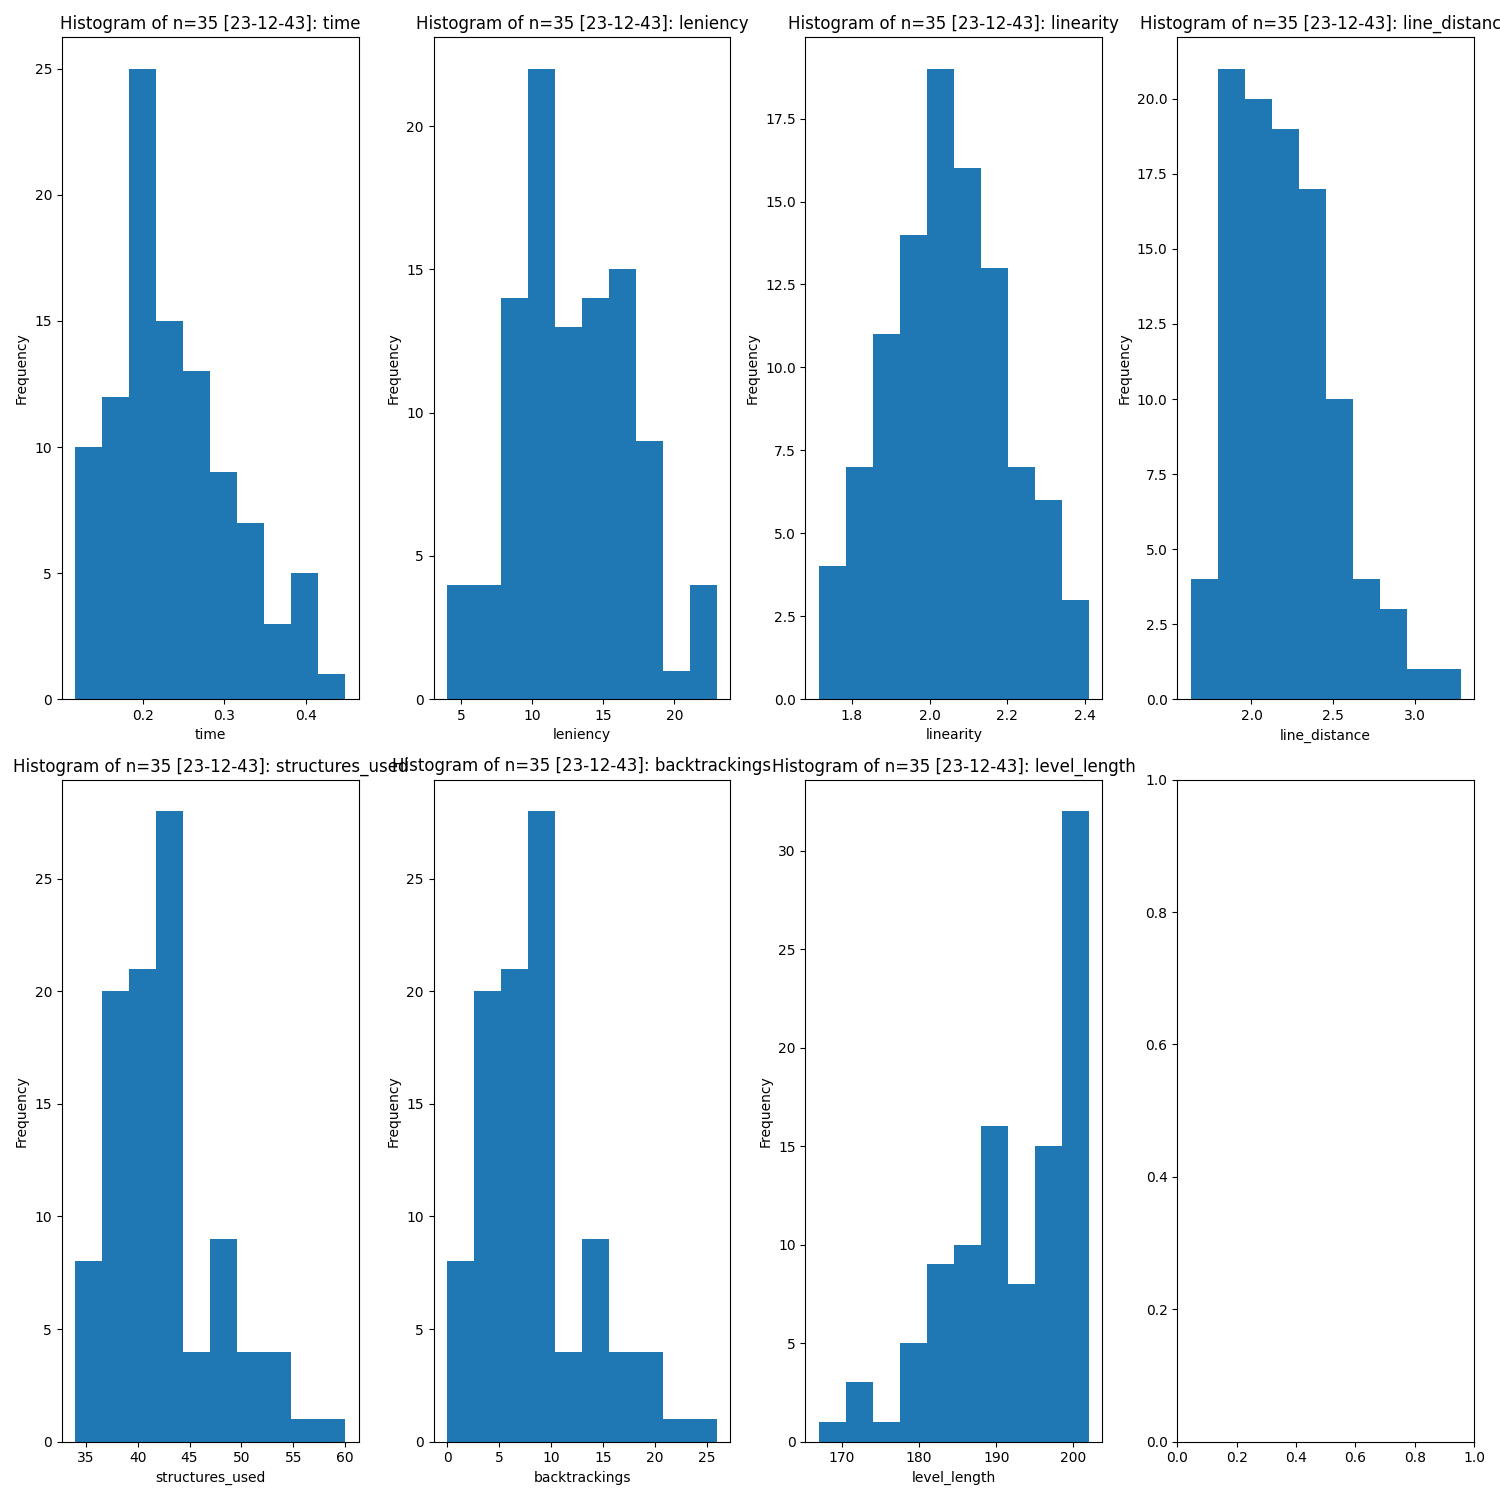 Histogram of n=35 [23-12-43]: time
25
20
15
10
5
0
0.2 0.3 0.4
Frequency
time
Histogram of n=35 [23-12-43]: leniency
20
15
10
5
0
5 10 15 20
Frequency
leniency
Histogram of n=35 [23-12-43]: linearity
17.5
15.0
12.5
10.0
7.5
5.0
2.5
0.0
1.8 2.0 2.2 2.4
Frequency
linearity
Histogram of n=35 [23-12-43]: line_distanc
20.0
17.5
15.0
12.5
10.0
7.5
5.0
2.5
0.0
2.0 2.5 3.0
Frequency
line_distance
Histogram of n=35 [23-12-43]: structures_used
25
20
15
10
5
0
35 40 45 50 55 60
Frequency
structures_used
Histogram of n=35 [23-12-43]: backtrackings
25
20
15
10
5
0
0 5 10 15 20 25
Frequency
backtrackings
Histogram of n=35 [23-12-43]: level_length
30
25
20
15
10
5
0
170 180 190 200
Frequency
level_length
1.0
0.8
0.6
0.4
0.2
0.0
0.0 0.2 0.4 0.6 0.8 1.0